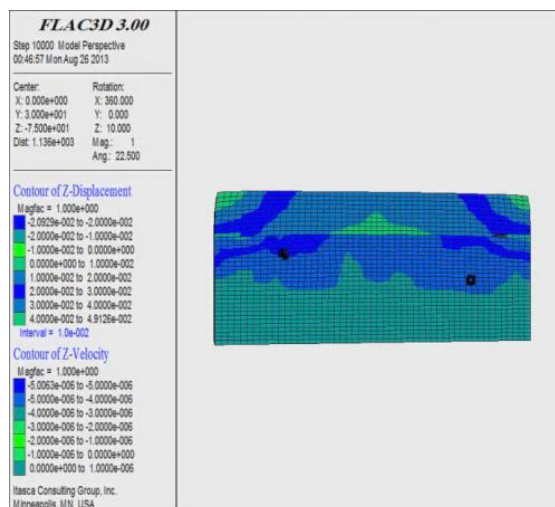 FLAC3D 3.00
Step 10000 Model Perspective
00:46:57 Mon Aug 26 2013
Center: Rotation:
X: 0.000e+000 X: 360.000
Y: 3.000e+001 Y: 0.000
Z: -7.500e+001 Z: 10.000
Dist: 1.136e+003 Mag.: 1
Ang.: 22.500
Contour of Z-Displacement
Magfac = 1.000e+000
-2.0929e-002 to -2.0000e-002
-2.0000e-002 to -1.0000e-002
-1.0000e-002 to 0.0000e+000
0.0000e+000 to 1.0000e-002
1.0000e-002 to 2.0000e-002
2.0000e-002 to 3.0000e-002
3.0000e-002 to 4.0000e-002
4.0000e-002 to 4.9126e-002
Interval = 1.0e-002
Contour of Z-Velocity
Magfac = 1.000e+000
-5.0063e-006 to -5.0000e-006
-5.0000e-006 to -4.0000e-006
-4.0000e-006 to -3.0000e-006
-3.0000e-006 to -2.0000e-006
-2.0000e-006 to -1.0000e-006
-1.0000e-006 to 0.0000e+000
0.0000e+000 to 1.0000e-006
Itasca Consulting Group, Inc.
Minneapolis, MN USA